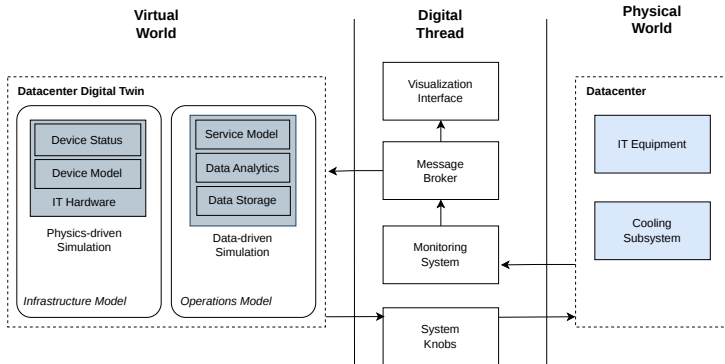 Virtual
World
Digital
Thread
Physical
World
Datacenter Digital Twin
Device Status
Device Model
IT Hardware
Physics-driven
Simulation
Infrastructure Model
Service Model
Data Analytics
Data Storage
Data-driven
Simulation
Operations Model
Visualization
Interface
Message
Broker
Monitoring
System
System
Knobs
Datacenter
IT Equipment
Cooling
Subsystem